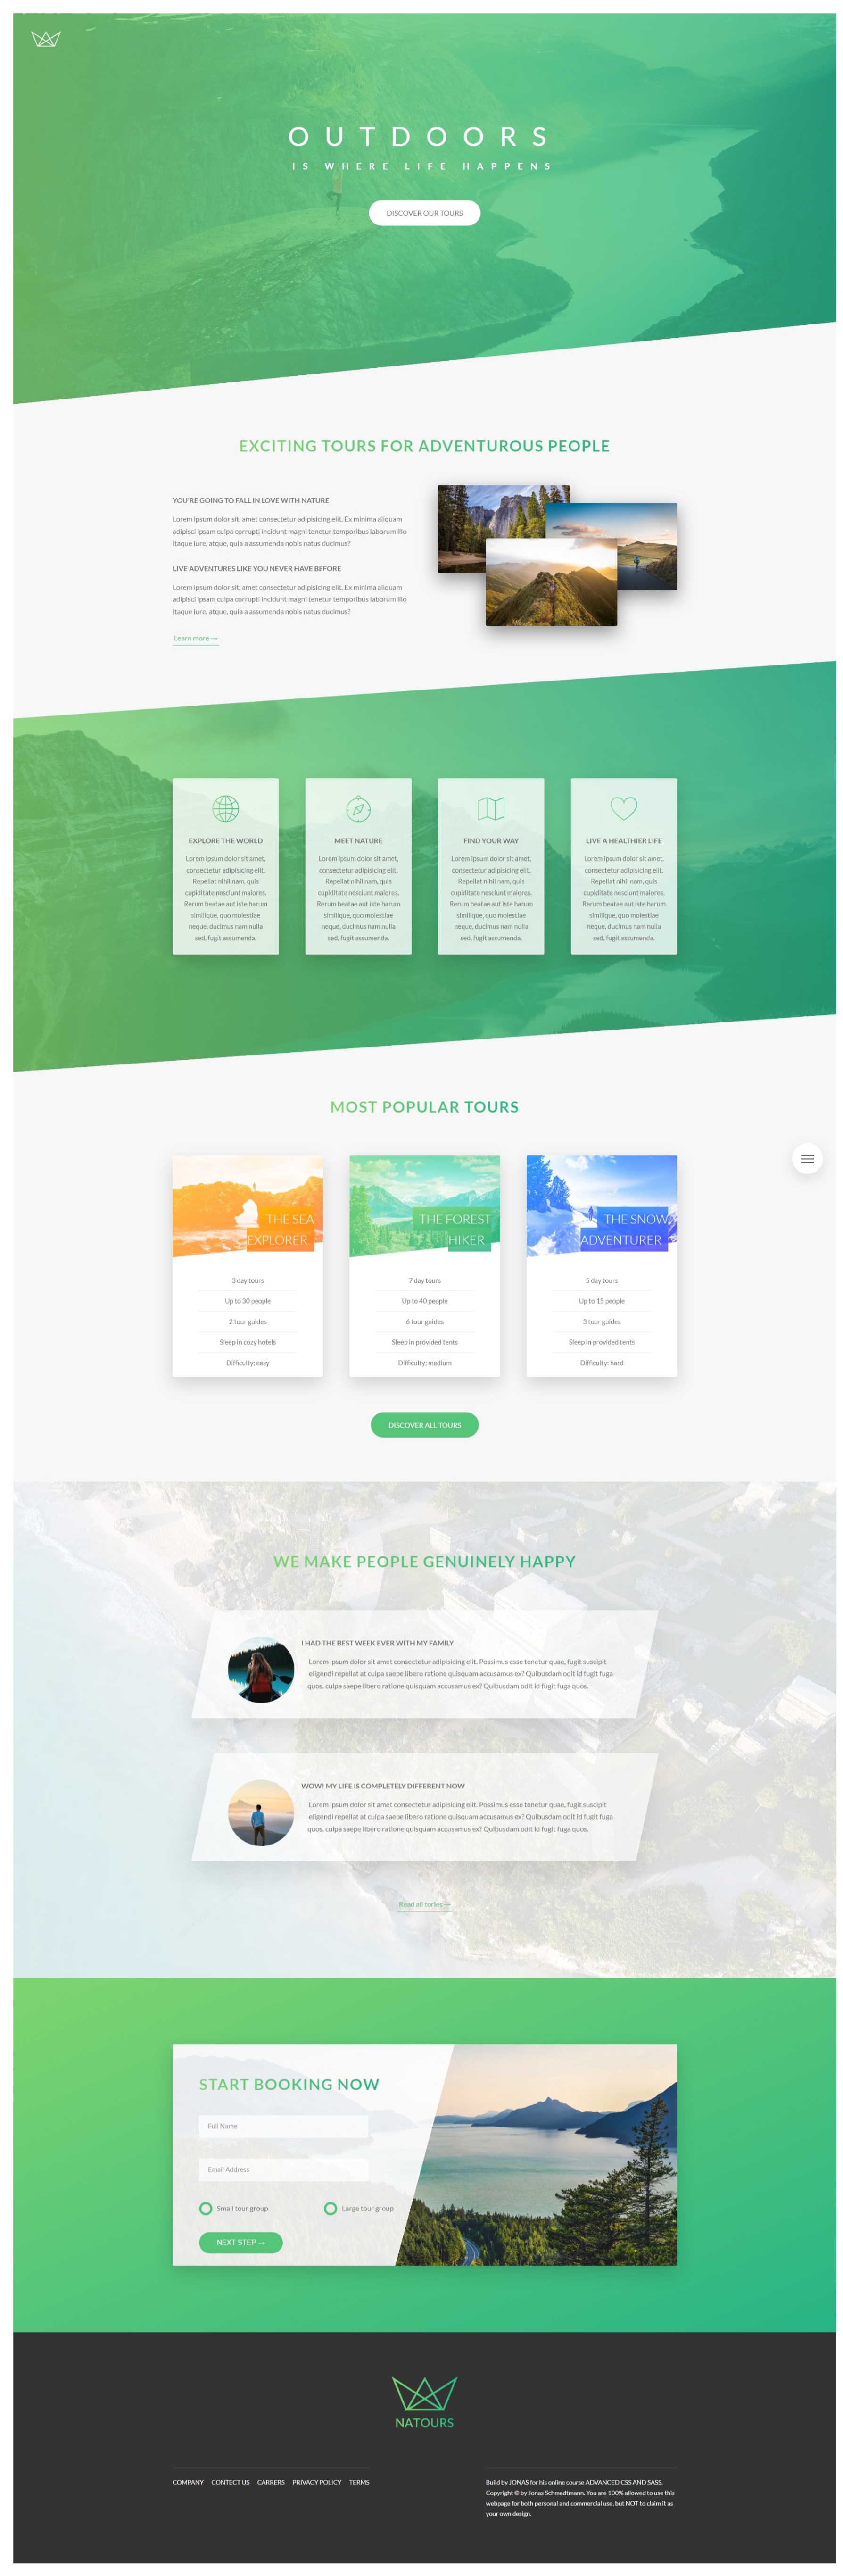 OUTDOORS
IS WHERE LIFE HAPPENS
DISCOVER OUR TOURS
EXCITING TOURS FOR ADVENTUROUS PEOPLE
YOU'RE GOING TO FALL IN LOVE WITH NATURE
Lorem ipsum dolor sit, amet consectetur adipisicing elit. Ex minima aliquam
adipisci ipsam culpa corrupti incidunt magni tenetur temporibus laborum illo
itaque iure, atque, quia a assumenda nobis natus ducimus?
LIVE ADVENTURES LIKE YOU NEVER HAVE BEFORE
Lorem ipsum dolor sit, amet consectetur adipisicing elit. Ex minima aliquam
adipisci ipsam culpa corrupti incidunt magni tenetur temporibus laborum illo
itaque iure, atque, quia a assumenda nobis natus ducimus?
Learn more →
EXPLORE THE WORLD
Lorem ipsum dolor sit amet,
consectetur adipisicing elit.
Repellat nihil nam, quis
cupiditate nesciunt maiores.
Rerum beatae aut iste harum
similique, quo molestiae
neque, ducimus nam nulla
sed, fugit assumenda.
MEET NATURE
Lorem ipsum dolor sit amet,
consectetur adipisicing elit.
Repellat nihil nam, quis
cupiditate nesciunt maiores.
Rerum beatae aut iste harum
similique, quo molestiae
neque, ducimus nam nulla
sed, fugit assumenda.
FIND YOUR WAY
Lorem ipsum dolor sit amet,
consectetur adipisicing elit.
Repellat nihil nam, quis
cupiditate nesciunt maiores.
Rerum beatae aut iste harum
similique, quo molestiae
neque, ducimus nam nulla
sed, fugit assumenda.
LIVE A HEALTHIER LIFE
Lorem ipsum dolor sit amet,
consectetur adipisicing elit.
Repellat nihil nam, quis
cupiditate nesciunt maiores.
Rerum beatae aut iste harum
similique, quo molestiae
neque, ducimus nam nulla
sed, fugit assumenda.
MOST POPULAR TOURS
THE SEA
EXPLORER
3 day tours
Up to 30 people
2 tour guides
Sleep in cozy hotels
Difficulty: easy
THE FOREST
HIKER
7 day tours
Up to 40 people
6 tour guides
Sleep in provided tents
Difficulty: medium
THE SNOW
ADVENTURER
5 day tours
Up to 15 people
3 tour guides
Sleep in provided tents
Difficulty: hard
DISCOVER ALL TOURS
WE MAKE PEOPLE GENUINELY HAPPY
I HAD THE BEST WEEK EVER WITH MY FAMILY
Lorem ipsum dolor sit amet consectetur adipisicing elit. Possimus esse tenetur quae, fugit suscipit
eligendi repellat at culpa saepe libero ratione quisquam accusamus ex? Quibusdam odit id fugit fuga
quos. culpa saepe libero ratione quisquam accusamus ex? Quibusdam odit id fugit fuga quos.
WOW! MY LIFE IS COMPLETELY DIFFERENT NOW
Lorem ipsum dolor sit amet consectetur adipisicing elit. Possimus esse tenetur quae, fugit suscipit
eligendi repellat at culpa saepe libero ratione quisquam accusamus ex? Quibusdam odit id fugit fuga
quos. culpa saepe libero ratione quisquam accusamus ex? Quibusdam odit id fugit fuga quos.
Read all tories →
START BOOKING NOW
Full Name
Email Address
Small tour group
Large tour group
NEXT STEP →
NATOURS
COMPANY CONTECT US CARRERS PRIVACY POLICY TERMS
Build by JONAS for his online course ADVANCED CSS AND SASS.
Copyright © by Jonas Schmedtmann. You are 100% allowed to use this
webpage for both personal and commercial use, but NOT to claim it as
your own design.